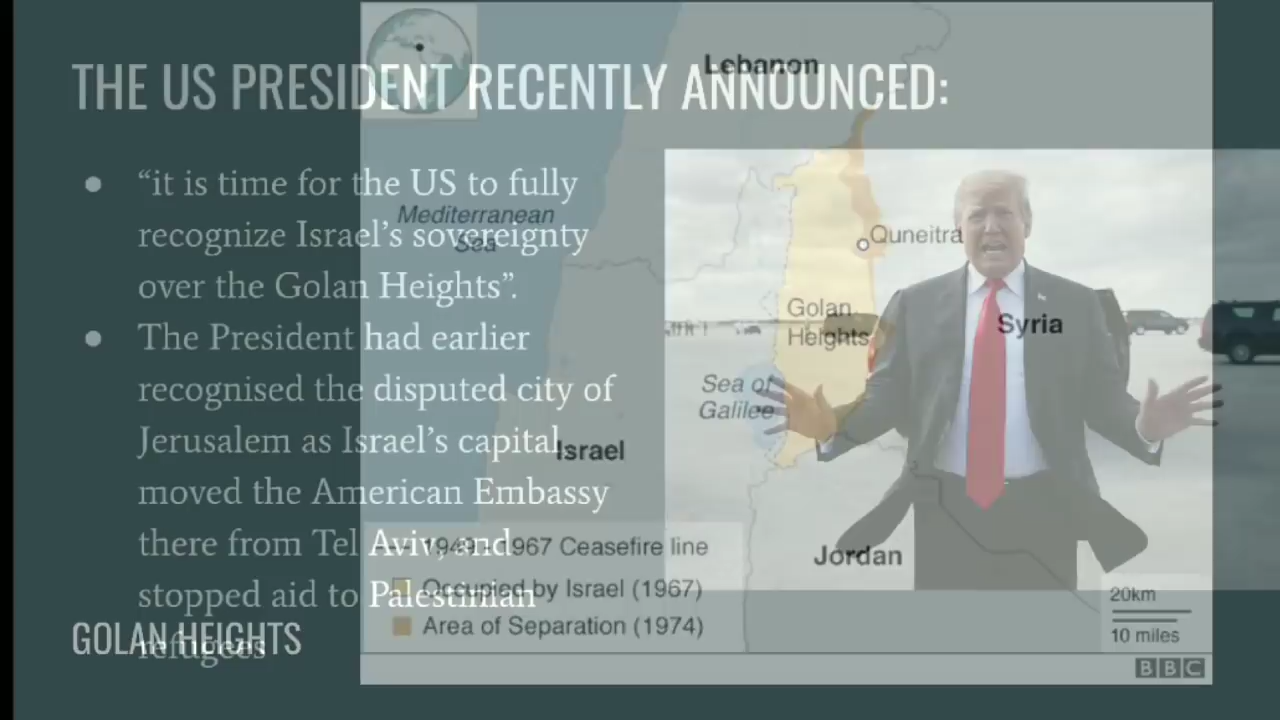 THE US PRESIDENT RECENTLY ANNOUNCED:
● “it is time for the US to fully
recognize Israel’s sovereignty
over the Golan Heights”.
● The President had earlier
recognised the disputed city of
Jerusalem as Israel’s capital
moved the American Embassy
there from Tel Aviv, and
stopped aid to Palestinian
refugees
GOLAN HEIGHTS
Lebanon
Mediterranean
Sea
Quneitra
Golan
Heights
Syria
Sea of
Galilee
Israel
Jordan
1949 - 1967 Ceasefire line
Occupied by Israel (1967)
Area of Separation (1974)
20km
10 miles
BBC